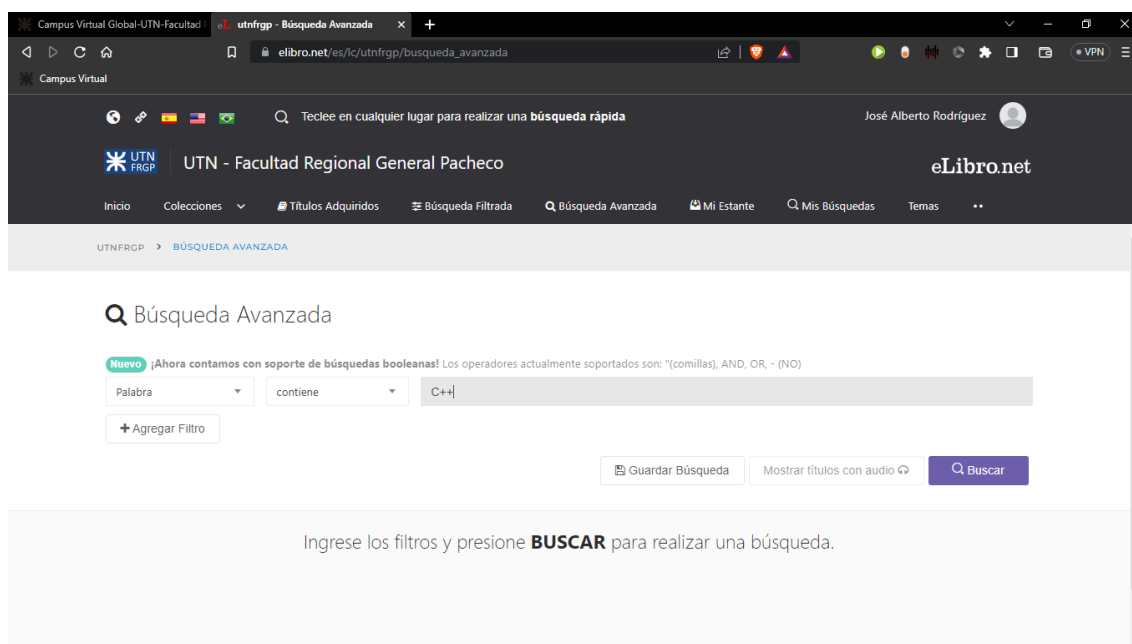 Campus Virtual Global-UTN-Facultad
eL utnfrgp - Búsqueda Avanzada
elibro.net/es/lc/utnfrgp/busqueda_avanzada
VPN
Campus Virtual
Teclee en cualquier lugar para realizar una búsqueda rápida
José Alberto Rodríguez
UTN FRGP
UTN - Facultad Regional General Pacheco
eLibro.net
Inicio Colecciones Títulos Adquiridos Búsqueda Filtrada Búsqueda Avanzada Mi Estante Mis Búsquedas Temas ••
UTNFRGP > BÚSQUEDA AVANZADA
Búsqueda Avanzada
Nuevo ¡Ahora contamos con soporte de búsquedas booleanas! Los operadores actualmente soportados son: "(comillas), AND, OR, - (NO)
Palabra contiene C++
+ Agregar Filtro
Guardar Búsqueda Mostrar títulos con audio Buscar
Ingrese los filtros y presione BUSCAR para realizar una búsqueda.